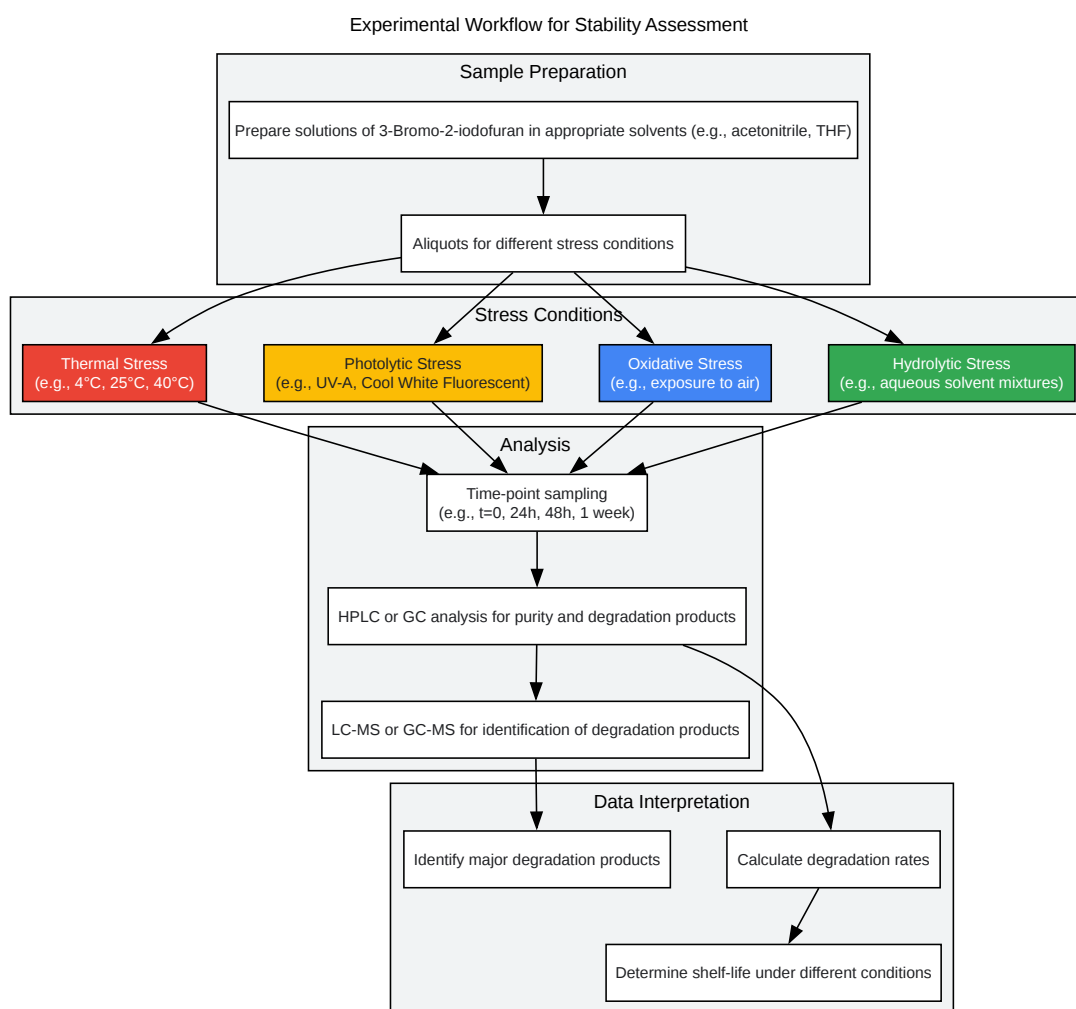 Experimental Workflow for Stability Assessment
Sample Preparation
Prepare solutions of 3-Bromo-2-iodofuran in appropriate solvents (e.g., acetonitrile, THF)
Aliquots for different stress conditions
Stress Conditions
Thermal Stress
(e.g., 4°C, 25°C, 40°C)
Photolytic Stress
(e.g., UV-A, Cool White Fluorescent)
Oxidative Stress
(e.g., exposure to air)
Hydrolytic Stress
(e.g., aqueous solvent mixtures)
Analysis
Time-point sampling
(e.g., t=0, 24h, 48h, 1 week)
HPLC or GC analysis for purity and degradation products
LC-MS or GC-MS for identification of degradation products
Data Interpretation
Identify major degradation products
Calculate degradation rates
Determine shelf-life under different conditions